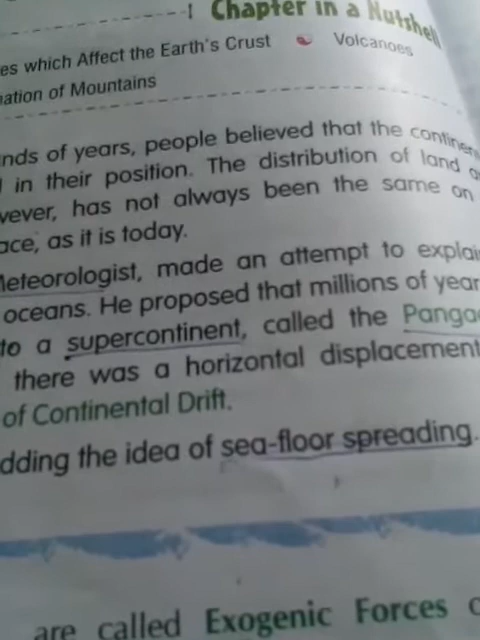 Chapter in a Nutshell
es which Affect the Earth's Crust Volcanoes
ation of Mountains
nds of years, people believed that the continen
in their position. The distribution of land
ever, has not always been the same on
ace, as it is today.
Meteorologist, made an attempt to explai
oceans. He proposed that millions of year
to a supercontinent, called the Panga
there was a horizontal displacement
of Continental Drift.
dding the idea of sea-floor spreading.
are called Exogenic Forces